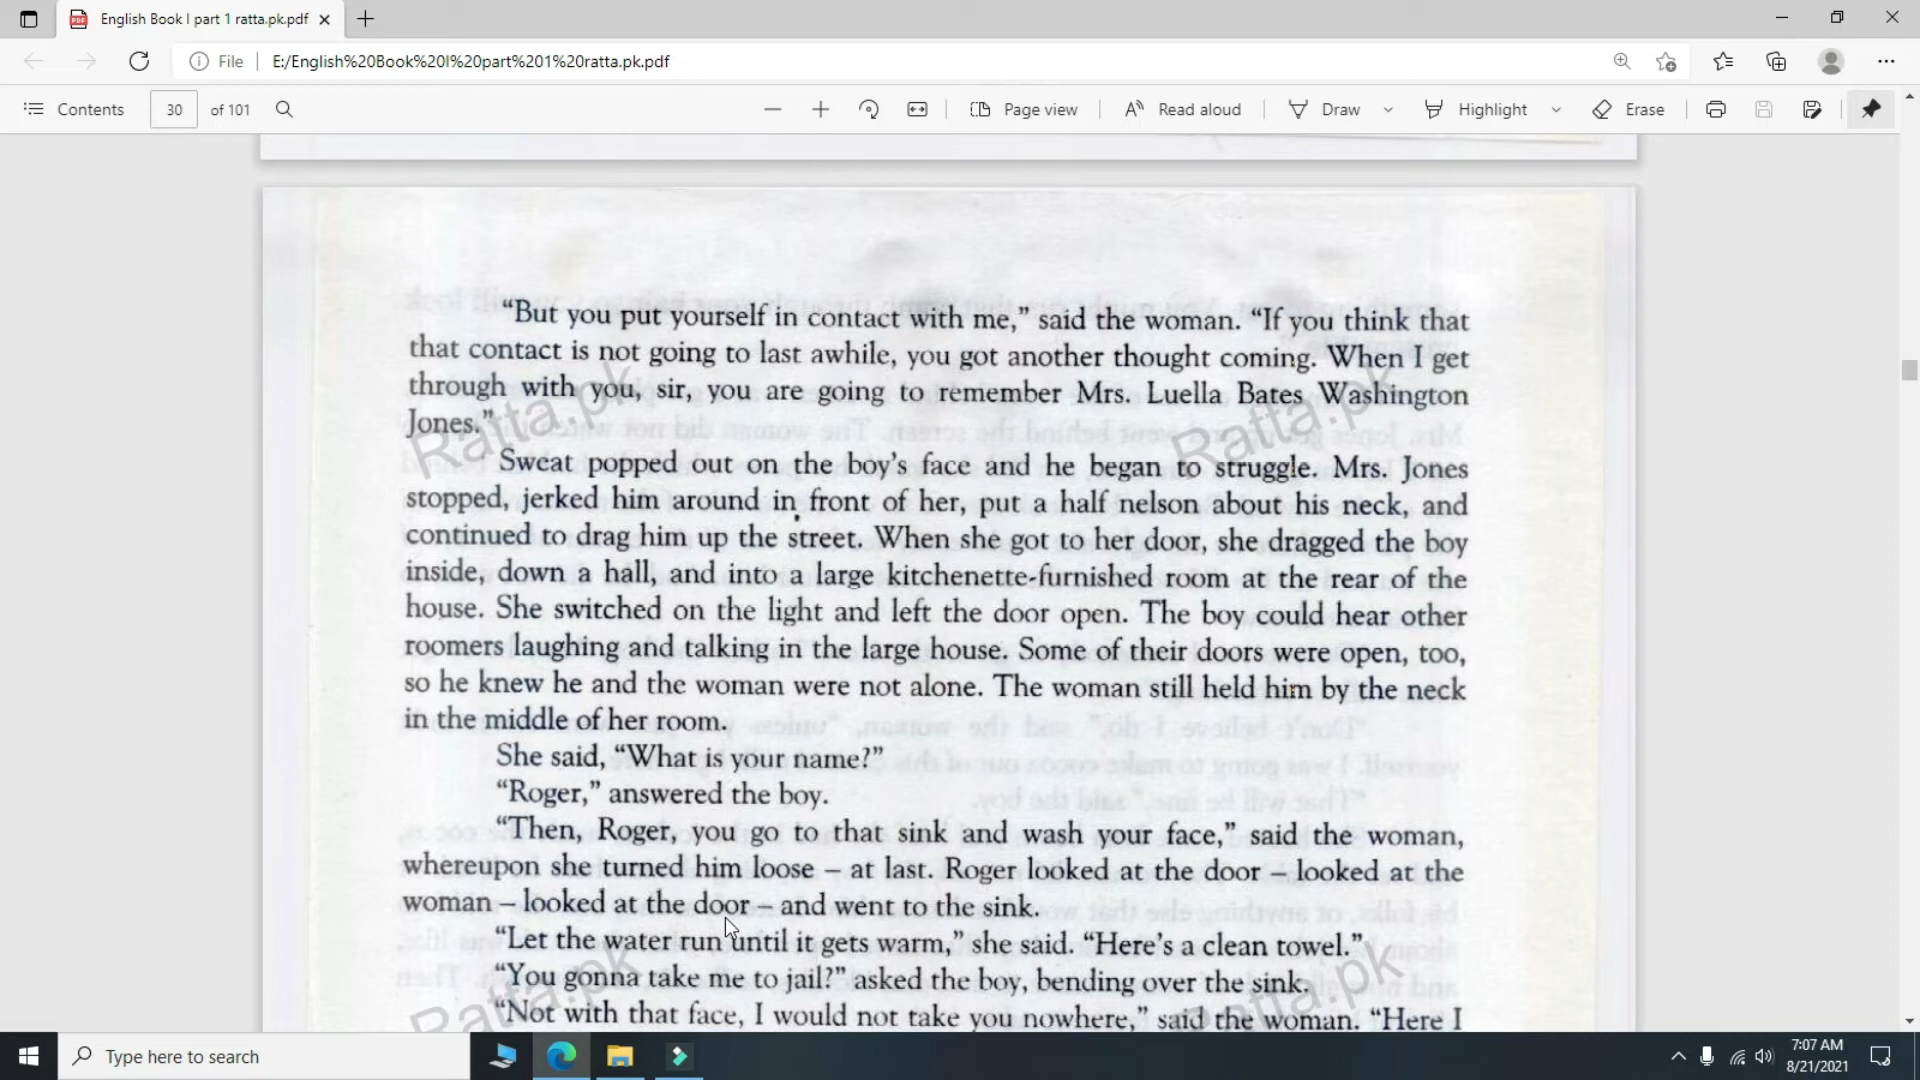 English Book I part 1 ratta.pk.pdf
File
E:/English%20Book%20I%20part%201%20ratta.pk.pdf
Contents
30
of 101
Page view
Read aloud
Draw
Highlight
Erase
“But you put yourself in contact with me,” said the woman. “If you think that
that contact is not going to last awhile, you got another thought coming. When I get
through with you, sir, you are going to remember Mrs. Luella Bates Washington
Jones.”
Sweat popped out on the boy’s face and he began to struggle. Mrs. Jones
stopped, jerked him around in front of her, put a half nelson about his neck, and
continued to drag him up the street. When she got to her door, she dragged the boy
inside, down a hall, and into a large kitchenette-furnished room at the rear of the
house. She switched on the light and left the door open. The boy could hear other
roomers laughing and talking in the large house. Some of their doors were open, too,
so he knew he and the woman were not alone. The woman still held him by the neck
in the middle of her room.
She said, “What is your name?”
“Roger,” answered the boy.
“Then, Roger, you go to that sink and wash your face,” said the woman,
whereupon she turned him loose – at last. Roger looked at the door – looked at the
woman – looked at the door – and went to the sink.
“Let the water run until it gets warm,” she said. “Here’s a clean towel.”
“You gonna take me to jail?” asked the boy, bending over the sink.
“Not with that face, I would not take you nowhere,” said the woman. “Here I
Ratta.pk
Ratta.pk
Ratta.pk
Ratta.pk
Type here to search
7:07 AM
8/21/2021